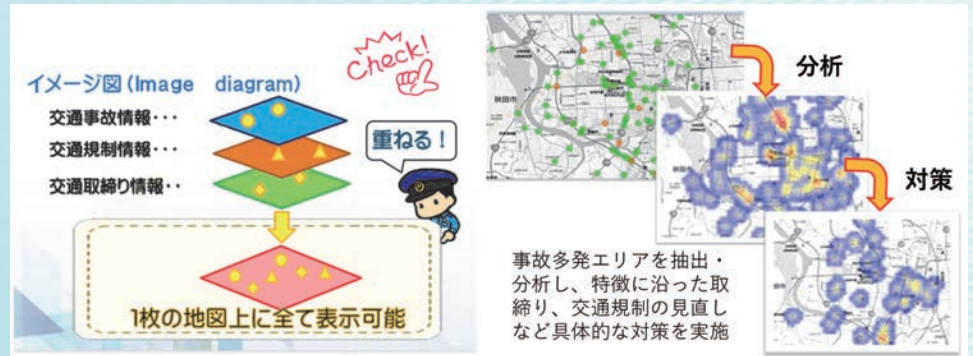 Check!
イメージ図(Image diagram)
交通事故情報・・・
交通規制情報・・・
交通取締り情報・・
重ねる！
1枚の地図上に全て表示可能
秋田市
分析
対策
事故多発エリアを抽出・
分析し、特徴に沿った取
締り、交通規制の見直し
など具体的な対策を実施